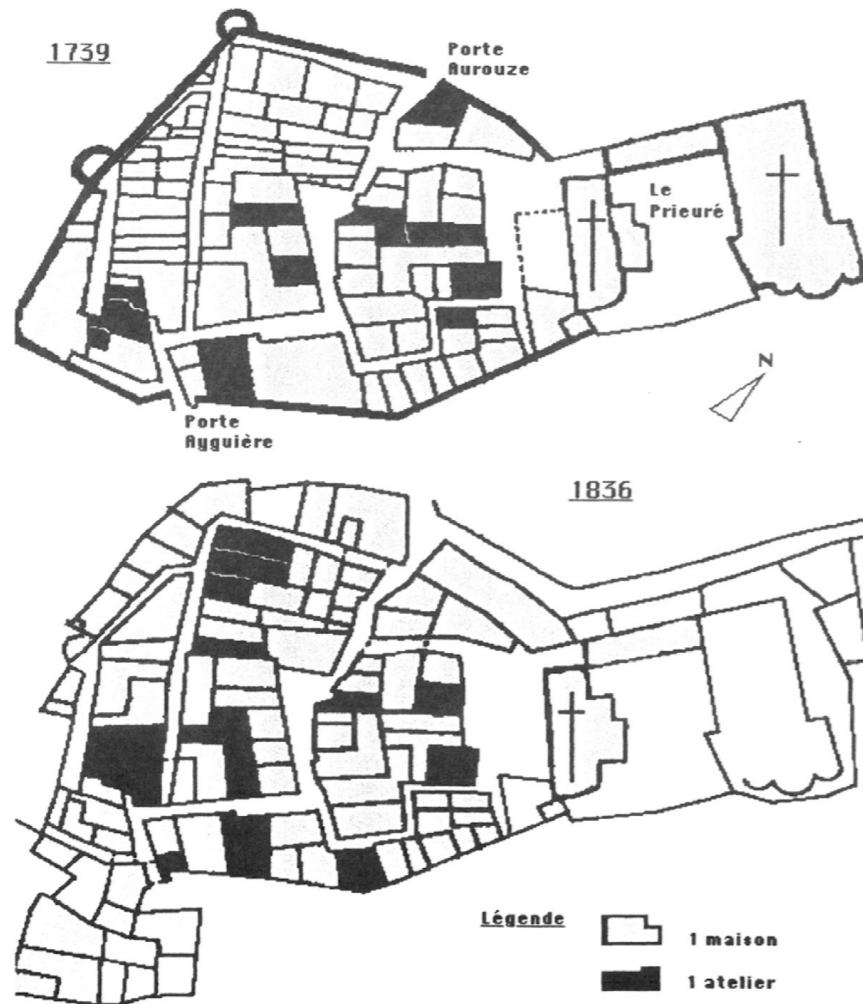 1739
Porte
Aurouze
Le
Prieuré
N
Porte
Ayguière
1836
Légende
1 maison
1 atelier